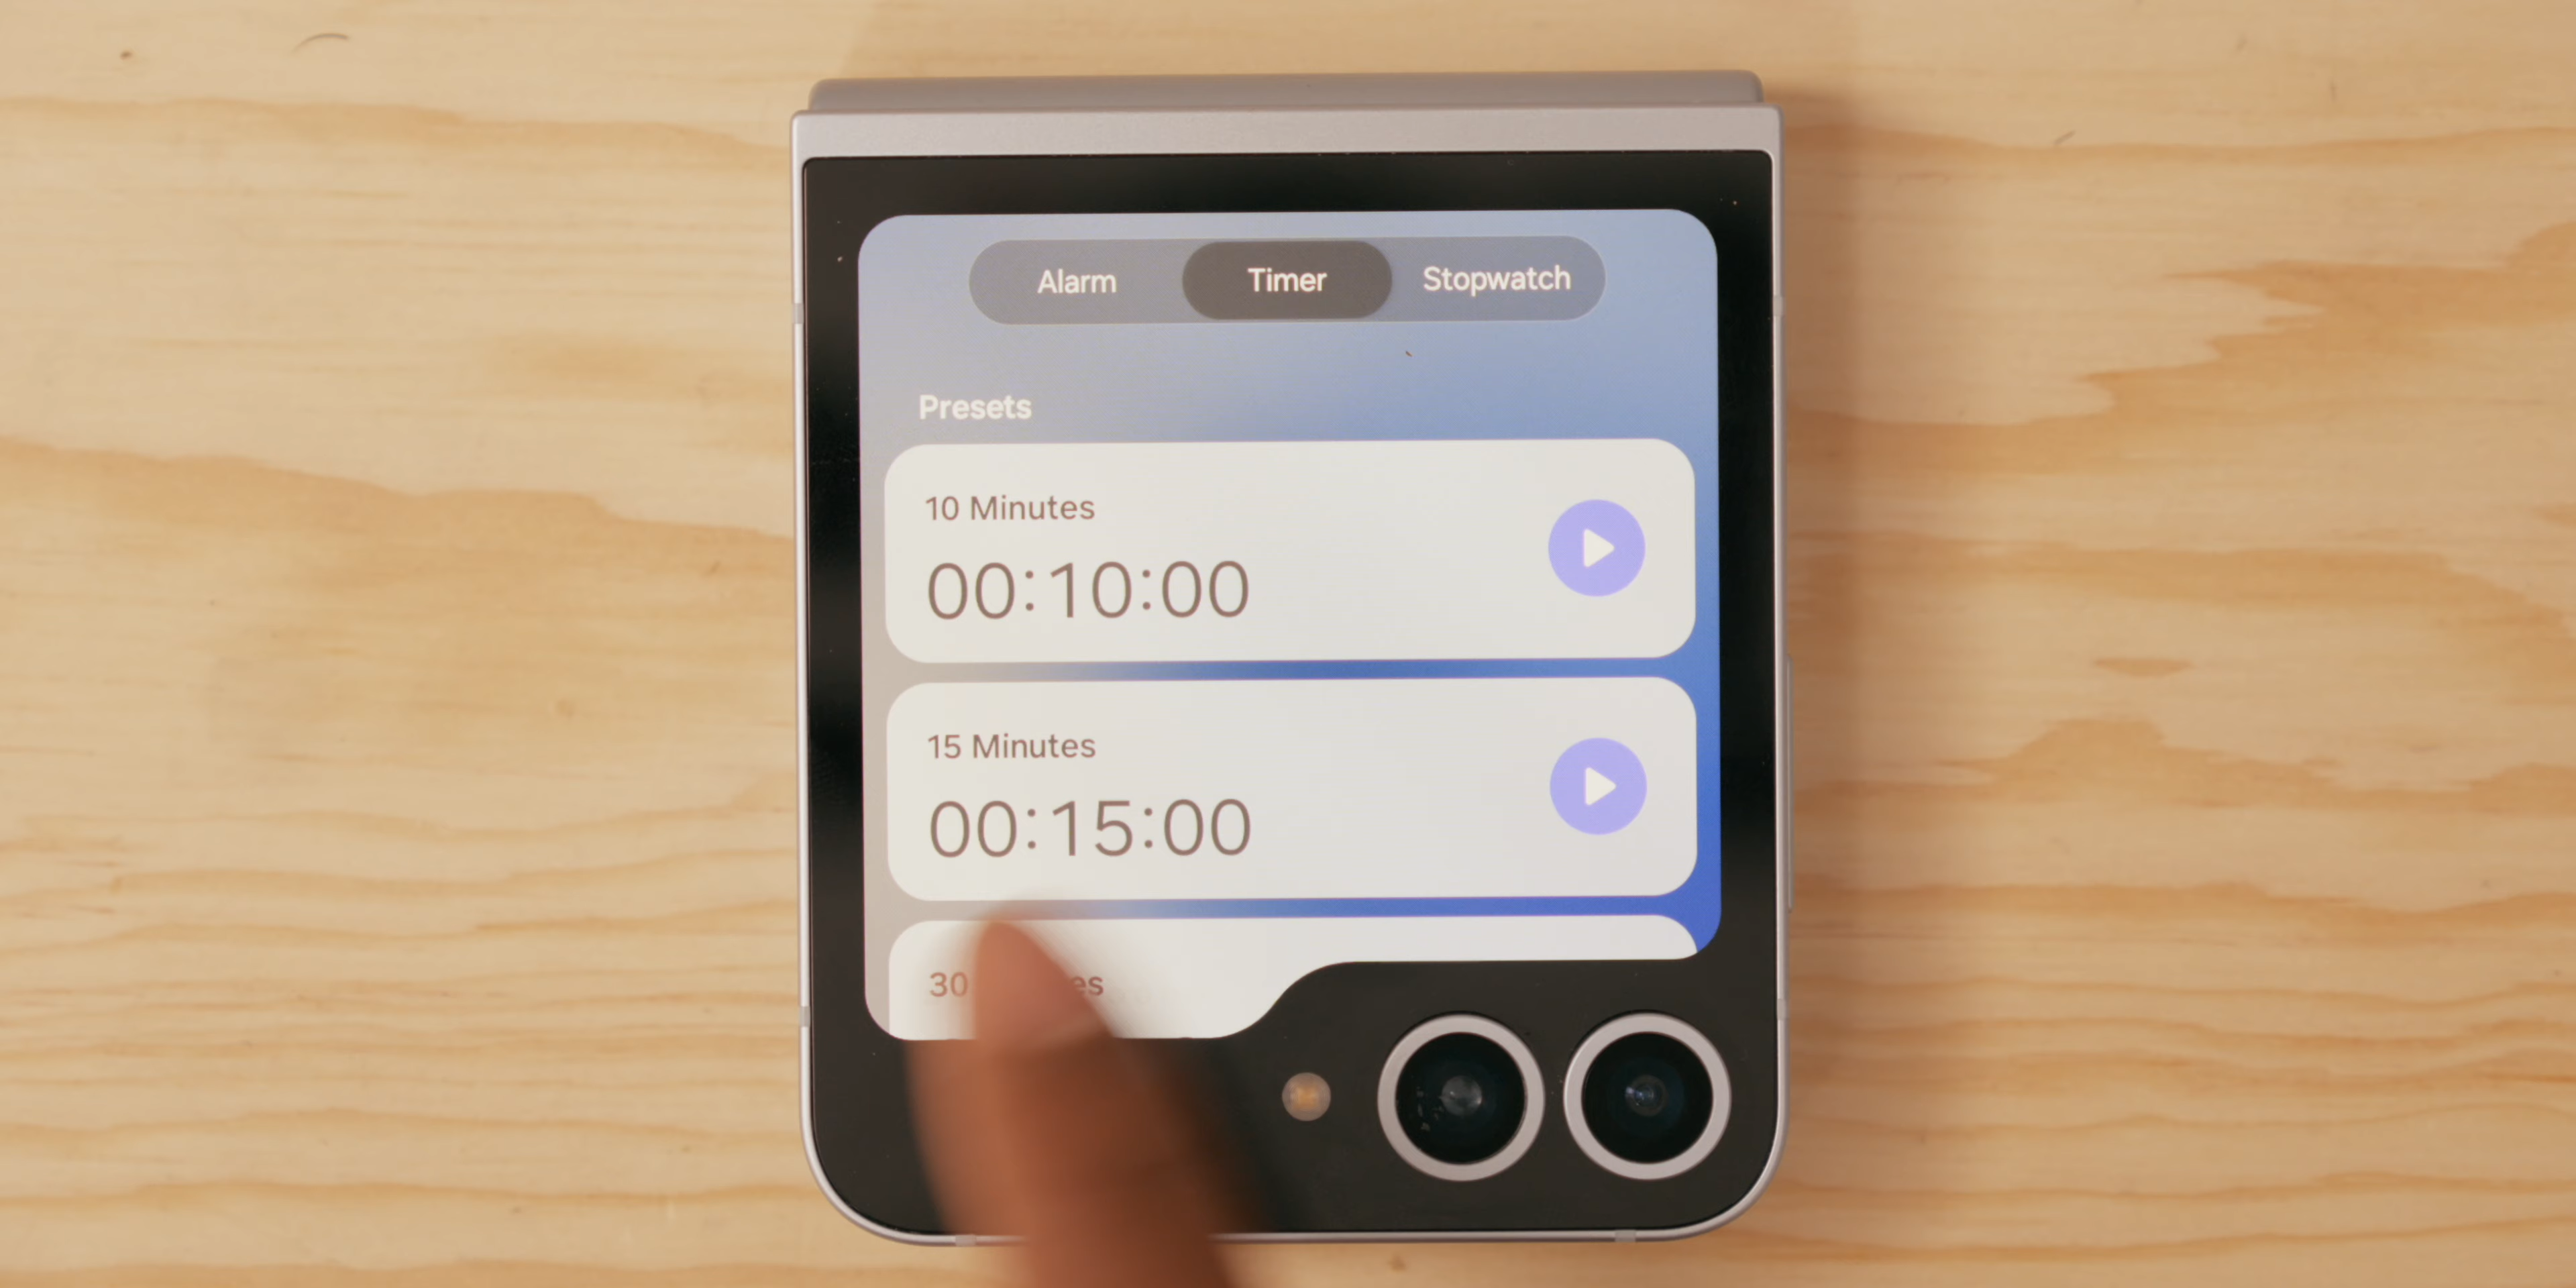 Alarm Timer Stopwatch
Presets
10 Minutes
00:10:00
15 Minutes
00:15:00
30